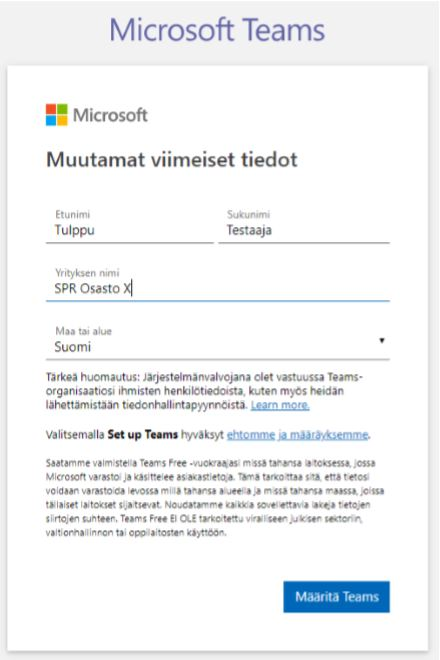 Microsoft Teams
Microsoft
Muutamat viimeiset tiedot
Etunimi
Tulppu
Sukunimi
Testaaja
Yrityksen nimi
SPR Osasto X
Maa tai alue
Suomi
Tärkeä huomautus: Järjestelmänvalvojana olet vastuussa Teams-
organisaatiosi ihmisten henkilötiedoista, kuten myös heidän
lähettämistään tiedonhallintapyynnöistä. Learn more.
Valitsemalla Set up Teams hyväksyt ehtomme ja määräyksemme.
Saatamme valmistella Teams Free -vuokraajasi missä tahansa laitoksessa, jossa
Microsoft varastoi ja käsittelee asiakastietoja. Tämä tarkoittaa sitä, että tietosi
voidaan varastoida levossa millä tahansa alueella ja missä tahansa maassa, joissa
tällaiset laitokset sijaitsevat. Noudatamme kaikkia sovellettavia lakeja tietojen
siirtojen suhteen. Teams Free EI OLE tarkoitettu viralliseen julkisen sektoriin,
valtionhallinnon tai oppilaitosten käyttöön.
Määritä Teams